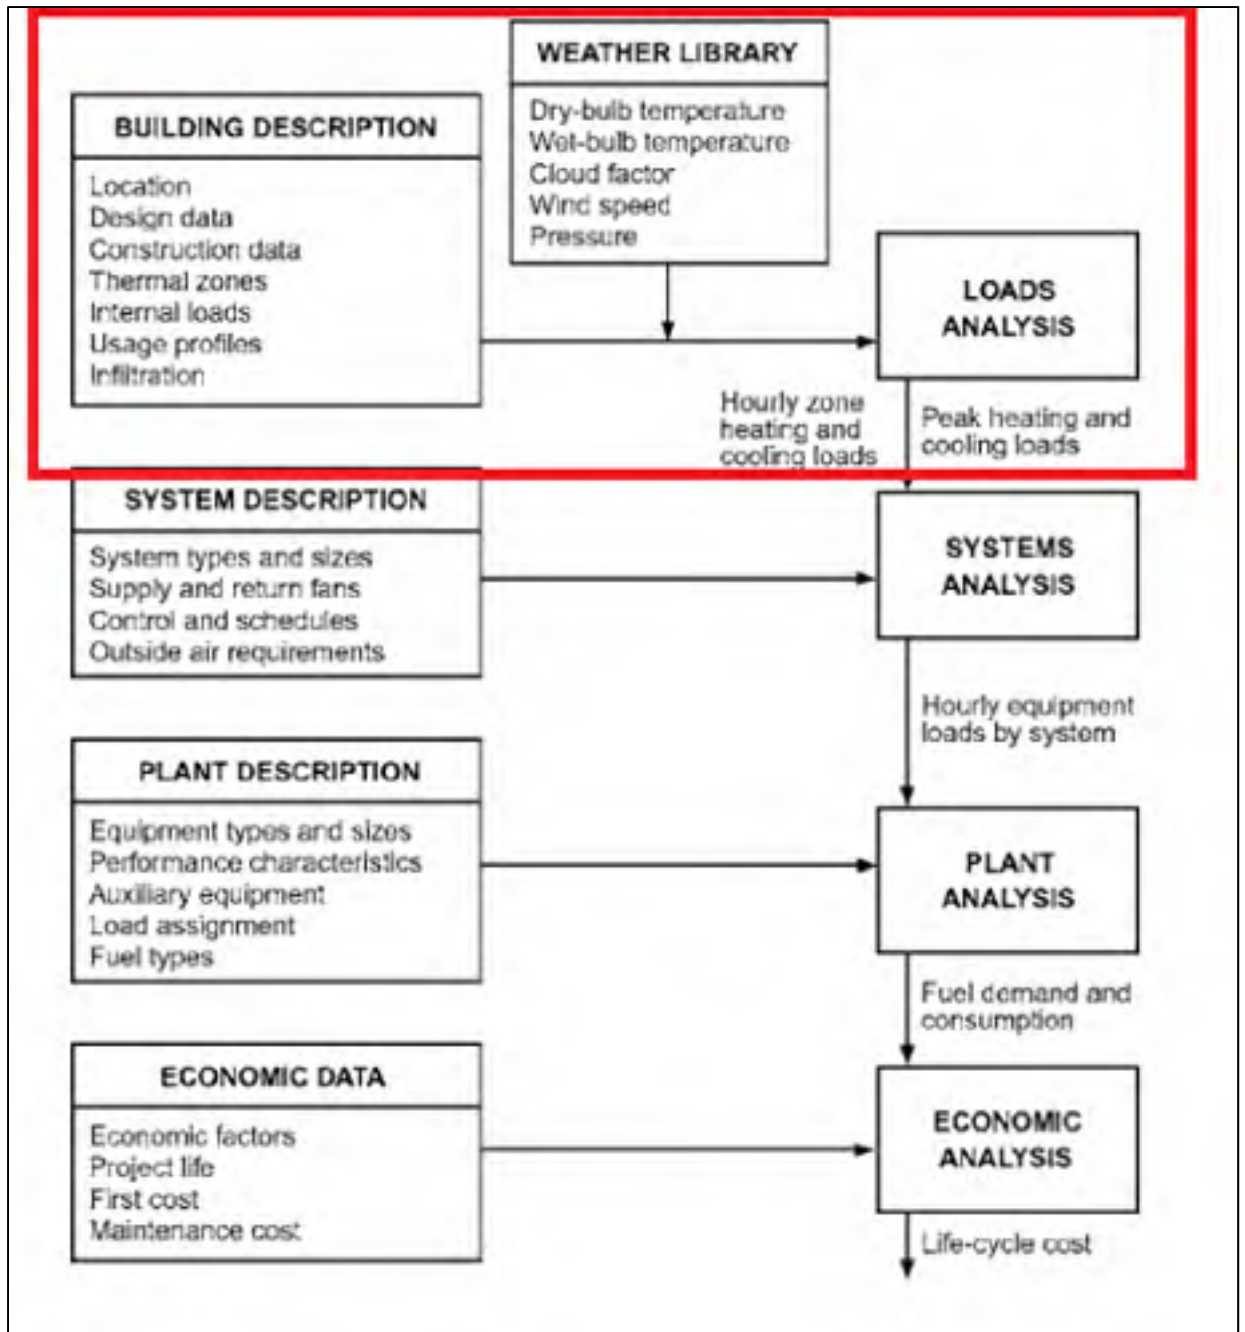 WEATHER LIBRARY
Dry-bulb temperature
Wet-bulb temperature
Cloud factor
Wind speed
Pressure
BUILDING DESCRIPTION
Location
Design data
Construction data
Thermal zones
Internal loads
Usage profiles
Infiltration
LOADS
ANALYSIS
Hourly zone
heating and
cooling loads
Peak heating and
cooling loads
SYSTEM DESCRIPTION
System types and sizes
Supply and return fans
Control and schedules
Outside air requirements
SYSTEMS
ANALYSIS
Hourly equipment
loads by system
PLANT DESCRIPTION
Equipment types and sizes
Performance characteristics
Auxiliary equipment
Load assignment
Fuel types
PLANT
ANALYSIS
Fuel demand and
consumption
ECONOMIC DATA
Economic factors
Project life
First cost
Maintenance cost
ECONOMIC
ANALYSIS
Life-cycle cost